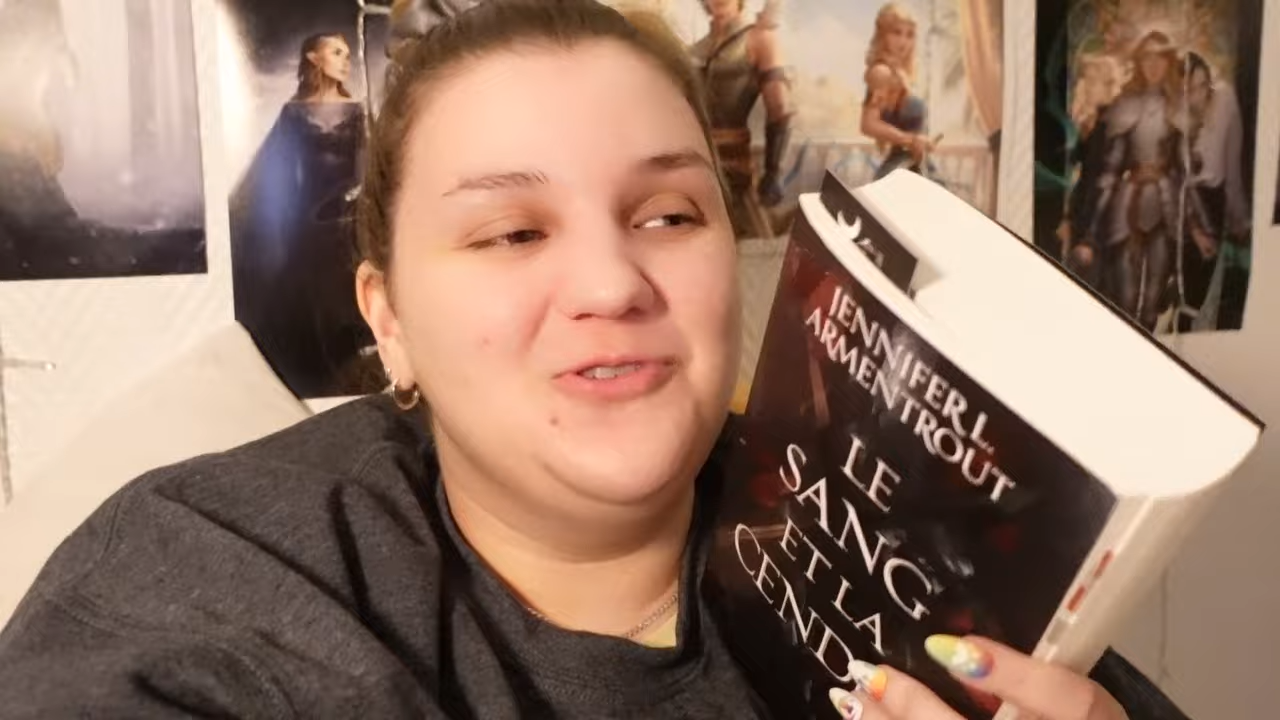 JENNIFER L.
ARMENTROUT
LE
SANG
ET LA
CEND